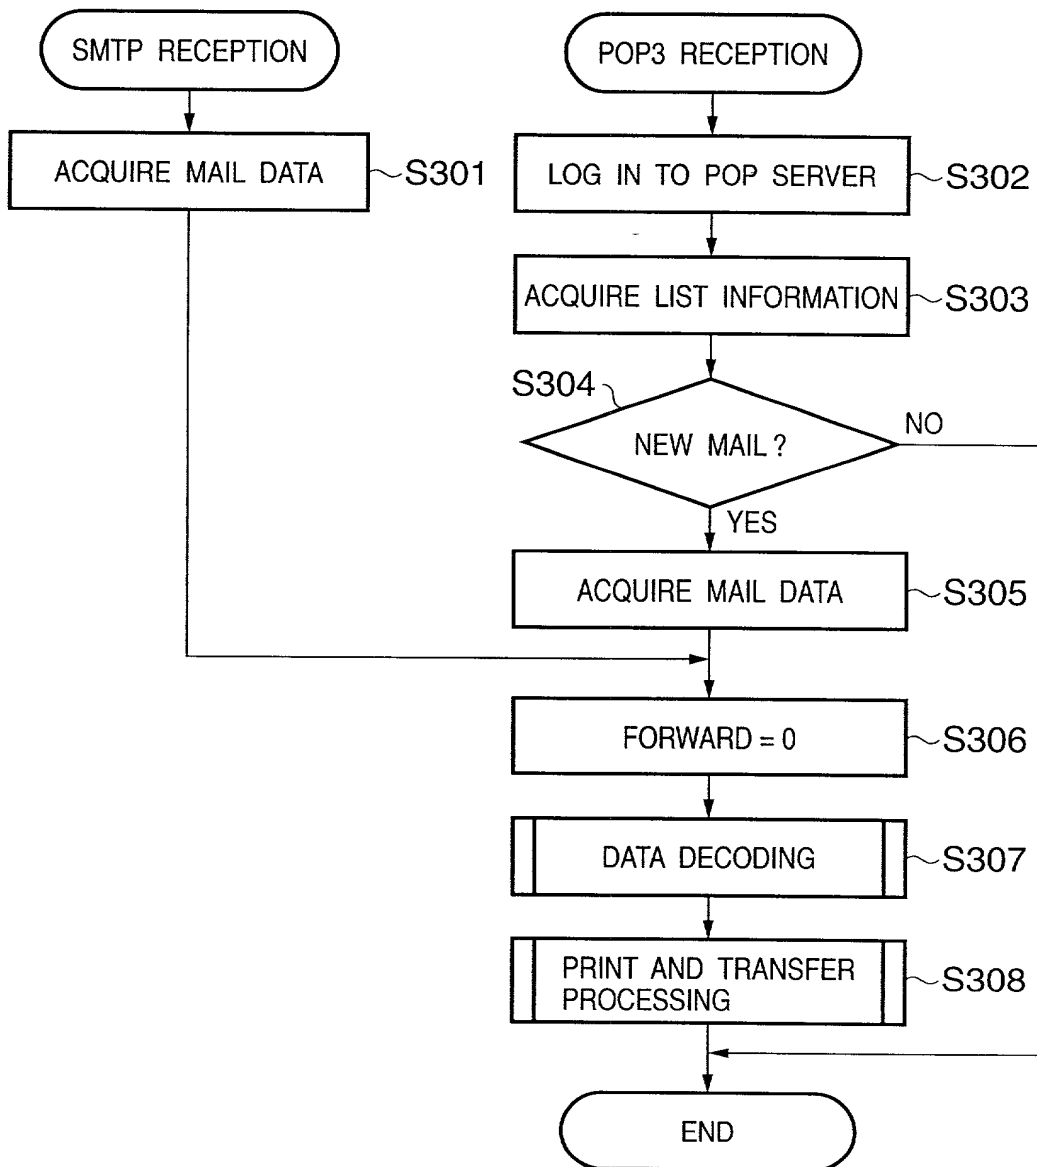 SMTP RECEPTION
ACQUIRE MAIL DATA
S301
POP3 RECEPTION
LOG IN TO POP SERVER
S302
ACQUIRE LIST INFORMATION
S303
S304
NEW MAIL?
NO
YES
ACQUIRE MAIL DATA
S305
FORWARD = 0
S306
DATA DECODING
S307
PRINT AND TRANSFER
PROCESSING
S308
END